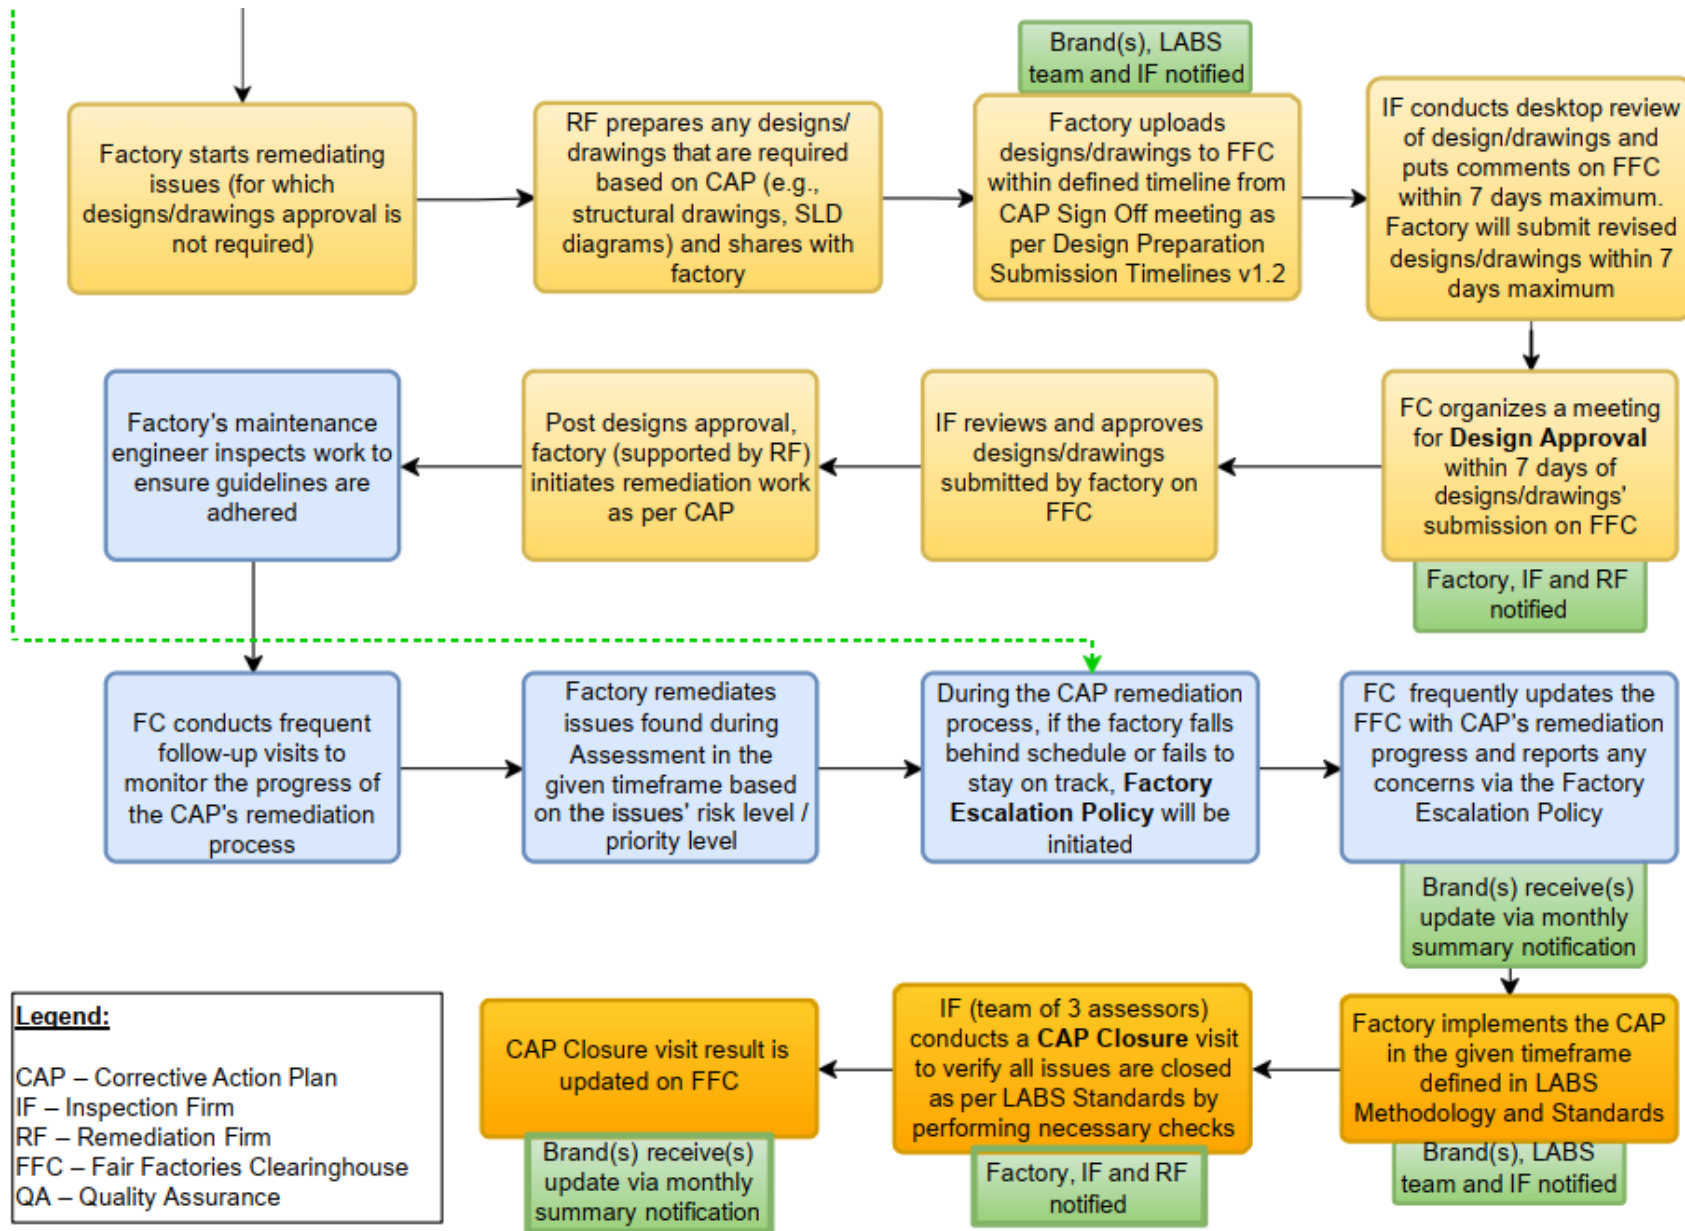 Factory starts remediating
issues (for which
designs/drawings approval is
not required)
RF prepares any designs/
drawings that are required
based on CAP (e.g.,
structural drawings, SLD
diagrams) and shares with
factory
Brand(s), LABS
team and IF notified
Factory uploads
designs/drawings to FFC
within defined timeline from
CAP Sign Off meeting as
per Design Preparation
Submission Timelines v1.2
IF conducts desktop review
of design/drawings and
puts comments on FFC
within 7 days maximum.
Factory will submit revised
designs/drawings within 7
days maximum
FC organizes a meeting
for Design Approval
within 7 days of
designs/drawings'
submission on FFC
Factory, IF and RF
notified
IF reviews and approves
designs/drawings
submitted by factory on
FFC
Post designs approval,
factory (supported by RF)
initiates remediation work
as per CAP
Factory's maintenance
engineer inspects work to
ensure guidelines are
adhered
FC conducts frequent
follow-up visits to
monitor the progress of
the CAP's remediation
process
Factory remediates
issues found during
Assessment in the
given timeframe based
on the issues' risk level /
priority level
During the CAP remediation
process, if the factory falls
behind schedule or fails to
stay on track, Factory
Escalation Policy will be
initiated
FC  frequently updates the
FFC with CAP's remediation
progress and reports any
concerns via the Factory
Escalation Policy
Brand(s) receive(s)
update via monthly
summary notification
Factory implements the CAP
in the given timeframe
defined in LABS
Methodology and Standards
Brand(s), LABS
team and IF notified
IF (team of 3 assessors)
conducts a CAP Closure visit
to verify all issues are closed
as per LABS Standards by
performing necessary checks
Factory, IF and RF
notified
CAP Closure visit result is
updated on FFC
Brand(s) receive(s)
update via monthly
summary notification
Legend:
CAP – Corrective Action Plan
IF – Inspection Firm
RF – Remediation Firm
FFC – Fair Factories Clearinghouse
QA – Quality Assurance